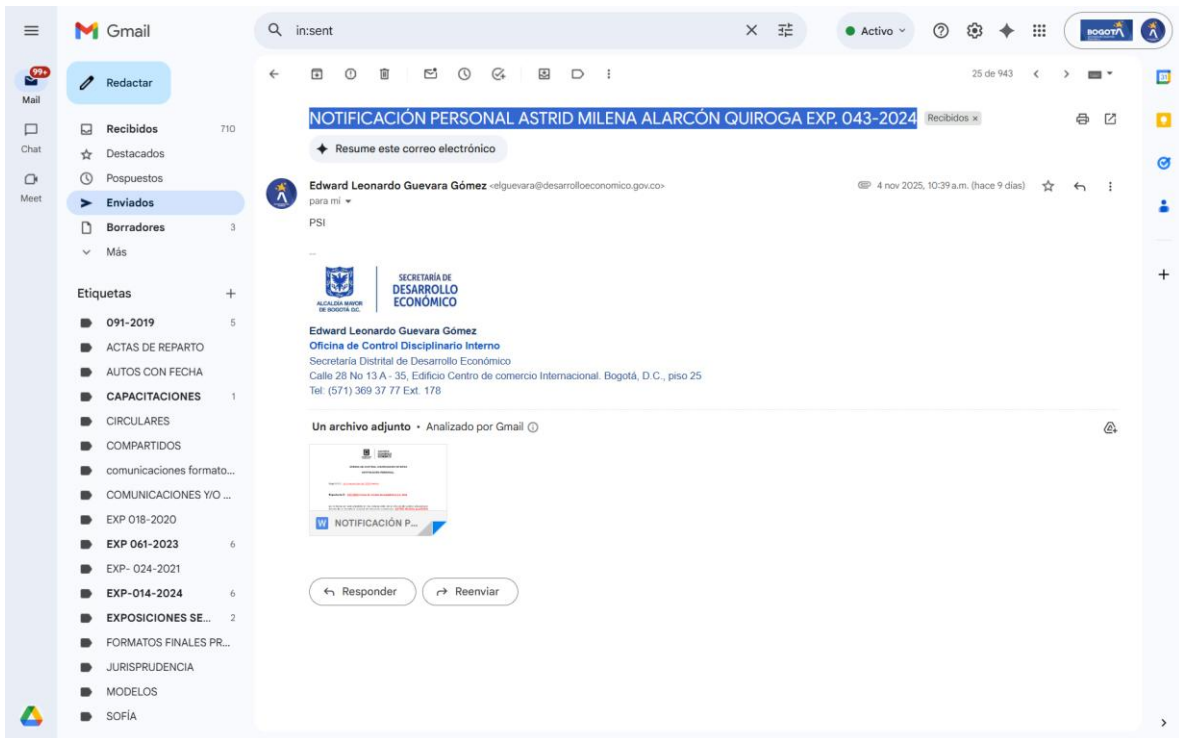 Gmail
in:sent
Activo
BOGOTÁ
99+
Mail
Chat
Meet
Redactar
Recibidos 710
Destacados
Pospuestos
Enviados
Borradores 3
Más
Etiquetas
091-2019 5
ACTAS DE REPARTO
AUTOS CON FECHA
CAPACITACIONES 1
CIRCULARES
COMPARTIDOS
comunicaciones formato...
COMUNICACIONES Y/O ...
EXP 018-2020
EXP 061-2023 6
EXP- 024-2021
EXP-014-2024 6
EXPOSICIONES SE... 2
FORMATOS FINALES PR...
JURISPRUDENCIA
MODELOS
SOFÍA
25 de 943
NOTIFICACIÓN PERSONAL ASTRID MILENA ALARCÓN QUIROGA EXP. 043-2024 Recibidos x
Resume este correo electrónico
Edward Leonardo Guevara Gómez <elguevara@desarrolloeconomico.gov.co> 4 nov 2025, 10:39 a.m. (hace 9 días)
para mí
PSI
--
ALCALDÍA MAYOR
DE BOGOTÁ D.C.
SECRETARÍA DE
DESARROLLO
ECONÓMICO
Edward Leonardo Guevara Gómez
Oficina de Control Disciplinario Interno
Secretaría Distrital de Desarrollo Económico
Calle 28 No 13 A - 35, Edificio Centro de comercio Internacional. Bogotá, D.C., piso 25
Tel: (571) 369 37 77 Ext. 178
Un archivo adjunto • Analizado por Gmail
W NOTIFICACIÓN P...
Responder
Reenviar
31